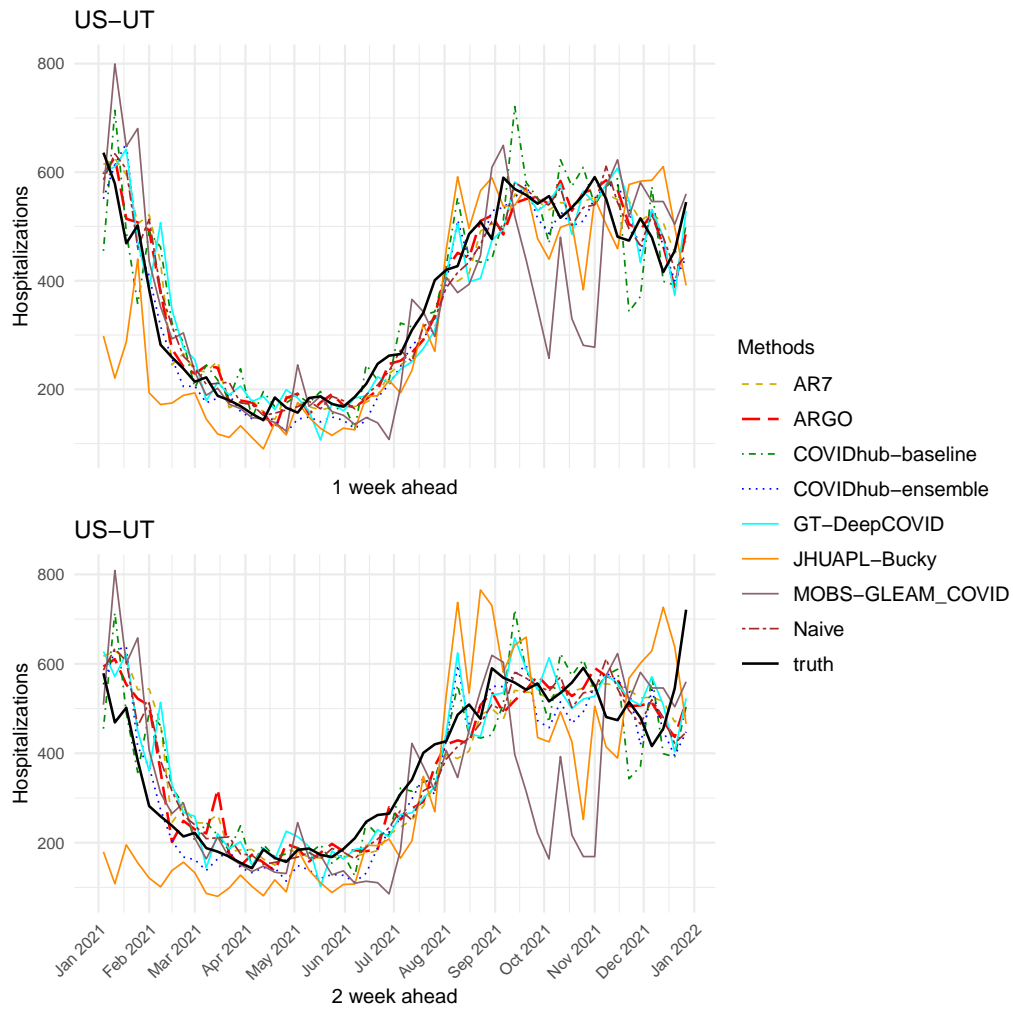 US−UT
800
600
400
200
Hospitalizations
1 week ahead
US−UT
800
600
400
200
Hospitalizations
Jan 2021
Feb 2021
Mar 2021
Apr 2021
May 2021
Jun 2021
Jul 2021
Aug 2021
Sep 2021
Oct 2021
Nov 2021
Dec 2021
Jan 2022
2 week ahead
Methods
AR7
ARGO
COVIDhub−baseline
COVIDhub−ensemble
GT−DeepCOVID
JHUAPL−Bucky
MOBS−GLEAM_COVID
Naive
truth